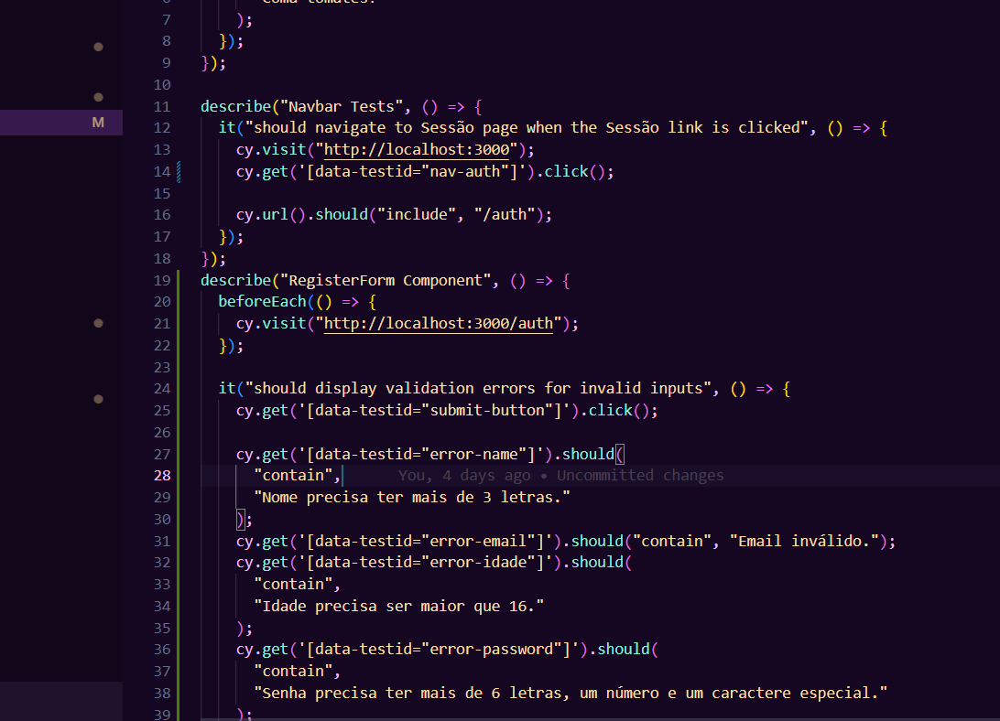 6 "coma tomates."
7 );
8 });
9 });
10
11 describe("Navbar Tests", () => {
M
12 it("should navigate to Sessão page when the Sessão link is clicked", () => {
13 cy.visit("http://localhost:3000");
14 cy.get('[data-testid="nav-auth"]').click();
15
16 cy.url().should("include", "/auth");
17 });
18 });
19 describe("RegisterForm Component", () => {
20 beforeEach(() => {
21 cy.visit("http://localhost:3000/auth");
22 });
23
24 it("should display validation errors for invalid inputs", () => {
25 cy.get('[data-testid="submit-button"]').click();
26
27 cy.get('[data-testid="error-name"]').should(
28 "contain", You, 4 days ago • Uncommitted changes
29 "Nome precisa ter mais de 3 letras."
30 );
31 cy.get('[data-testid="error-email"]').should("contain", "Email inválido.");
32 cy.get('[data-testid="error-idade"]').should(
33 "contain",
34 "Idade precisa ser maior que 16."
35 );
36 cy.get('[data-testid="error-password"]').should(
37 "contain",
38 "Senha precisa ter mais de 6 letras, um número e um caractere especial."
39 );